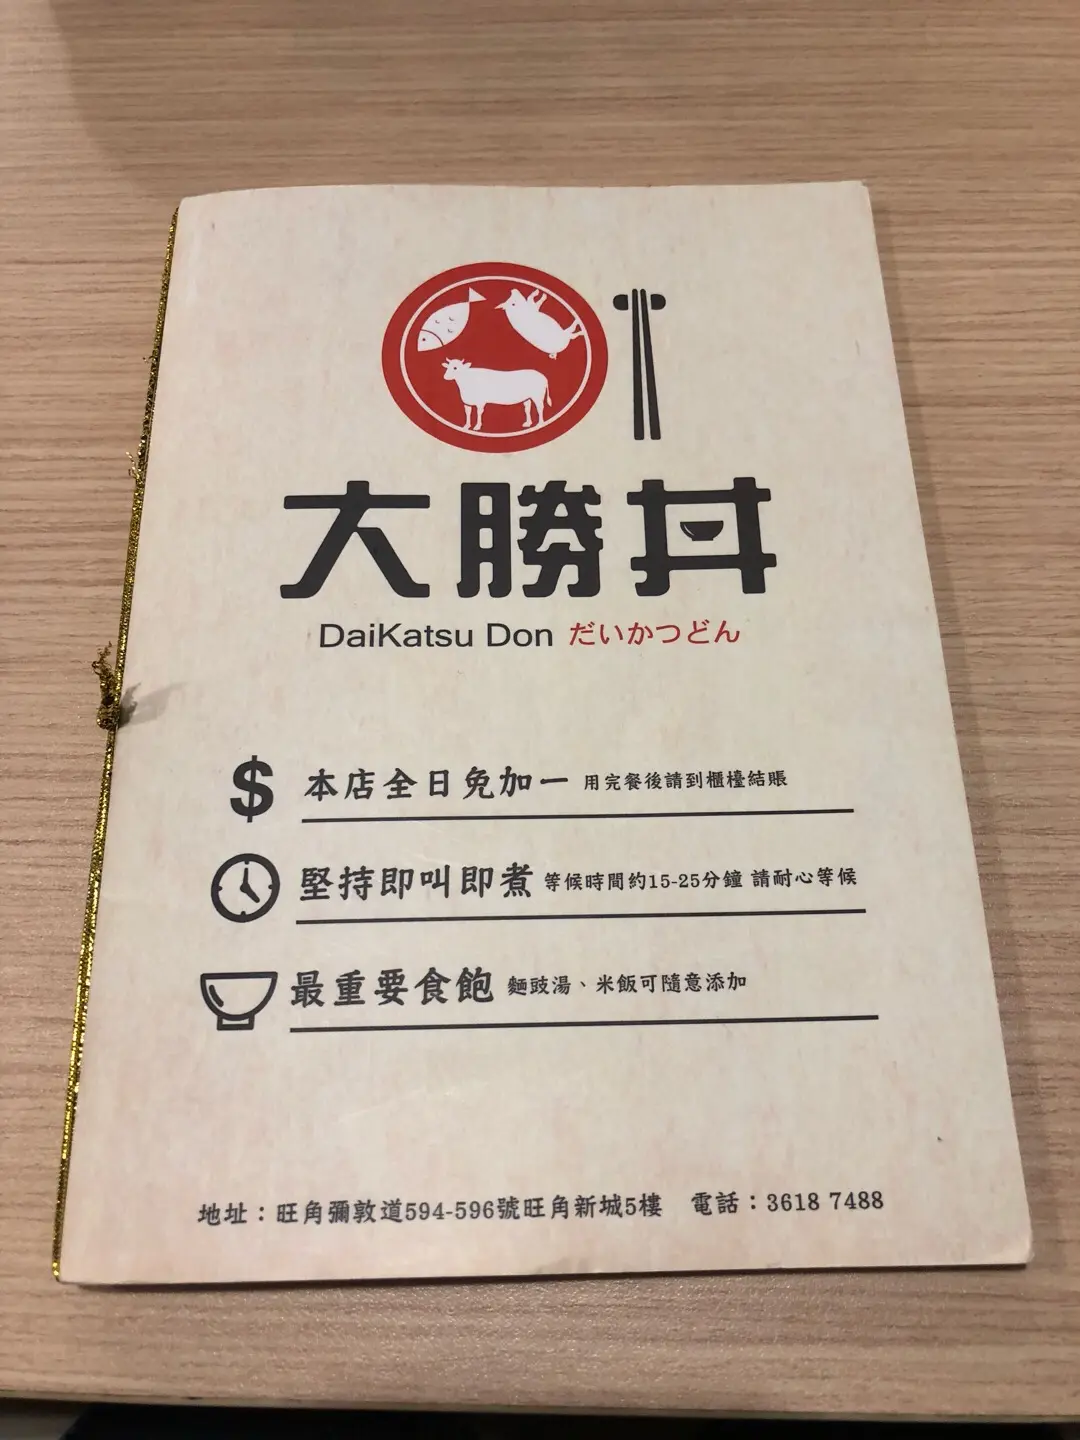 大勝丼
DaiKatsu Don だいかつどん
$ 本店全日免加一 用完餐後請到櫃檯結賬
堅持即叫即煮 等候時間約15-25分鐘 請耐心等候
最重要食飽 麵豉湯、米飯可隨意添加
地址：旺角彌敦道594-596號旺角新城5樓 電話：3618 7488